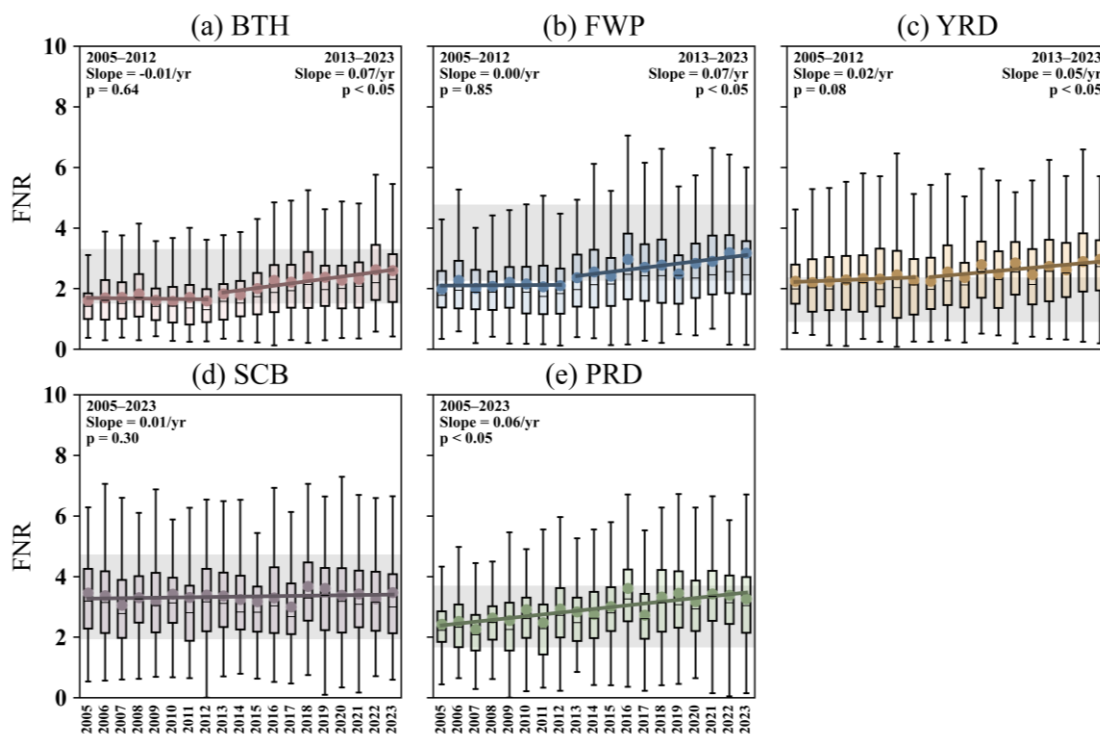 (a) BTH
(b) FWP
(c) YRD
10
8
6
4
2
0
FNR
2005–2012
Slope = -0.01/yr
p = 0.64
2013–2023
Slope = 0.07/yr
p < 0.05
2005–2012
Slope = 0.00/yr
p = 0.85
2013–2023
Slope = 0.07/yr
p < 0.05
2005–2012
Slope = 0.02/yr
p = 0.08
2013–2023
Slope = 0.05/yr
p < 0.05
(d) SCB
(e) PRD
10
8
6
4
2
0
FNR
2005–2023
Slope = 0.01/yr
p = 0.30
2005–2023
Slope = 0.06/yr
p < 0.05
2005
2006
2007
2008
2009
2010
2011
2012
2013
2014
2015
2016
2017
2018
2019
2020
2021
2022
2023
2005
2006
2007
2008
2009
2010
2011
2012
2013
2014
2015
2016
2017
2018
2019
2020
2021
2022
2023